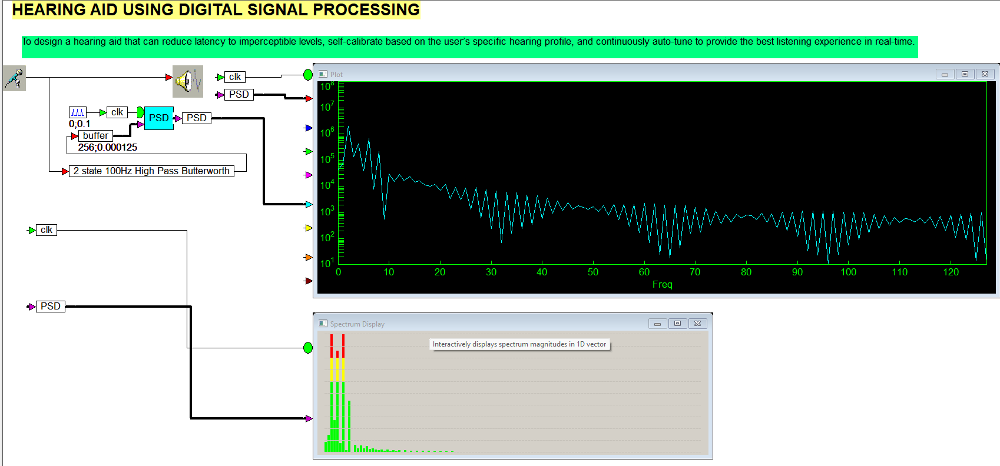 HEARING AID USING DIGITAL SIGNAL PROCESSING
To design a hearing aid that can reduce latency to imperceptible levels, self-calibrate based on the user's specific hearing profile, and continuously auto-tune to provide the best listening experience in real-time.
clk
PSD
clk
PSD
PSD
0;0.1
buffer
256;0.000125
2 state 100Hz High Pass Butterworth
Plot
10^8
10^7
10^6
10^5
10^4
10^3
10^2
10^1
0 10 20 30 40 50 60 70 80 90 100 110 120
Freq
clk
PSD
Spectrum Display
Interactively displays spectrum magnitudes in 1D vector